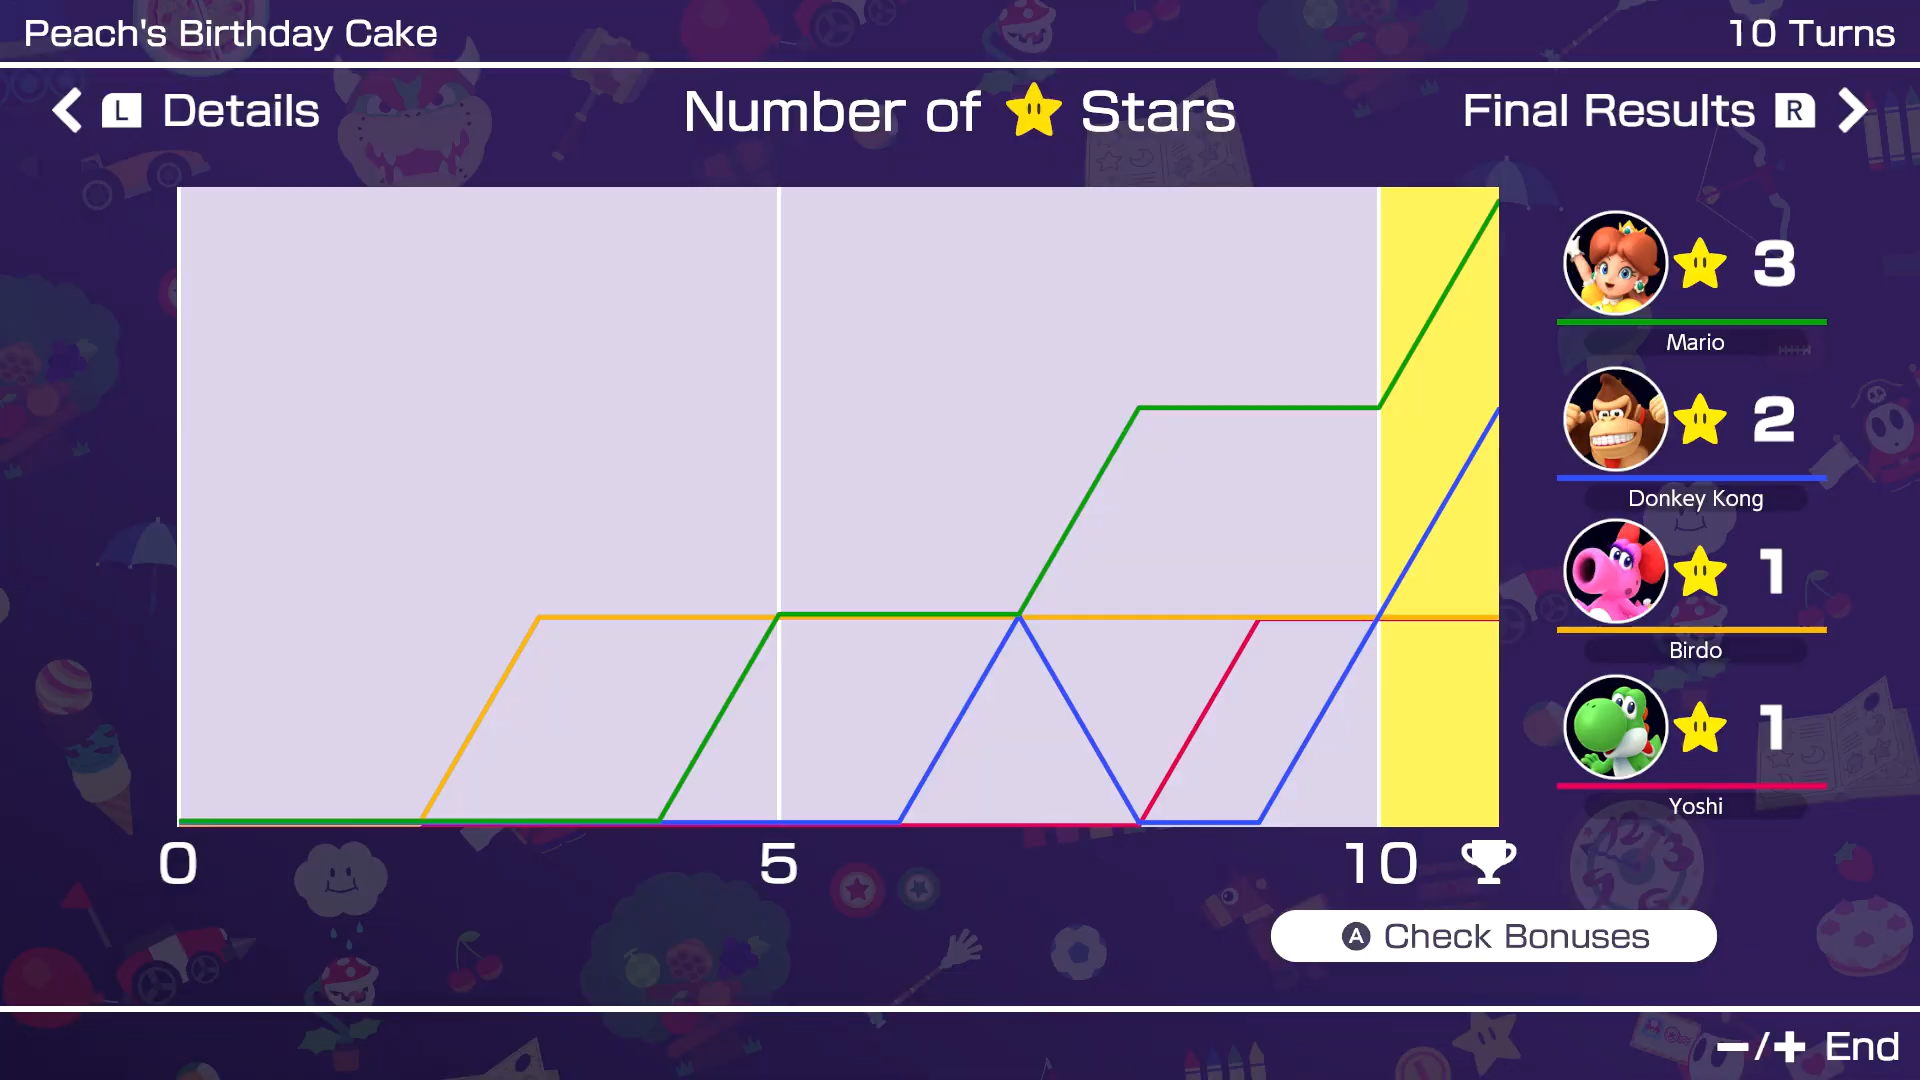 Peach's Birthday Cake
10 Turns
L Details
Number of Stars
Final Results R
3
Mario
2
Donkey Kong
1
Birdo
1
Yoshi
0 5 10
A Check Bonuses
-/+ End